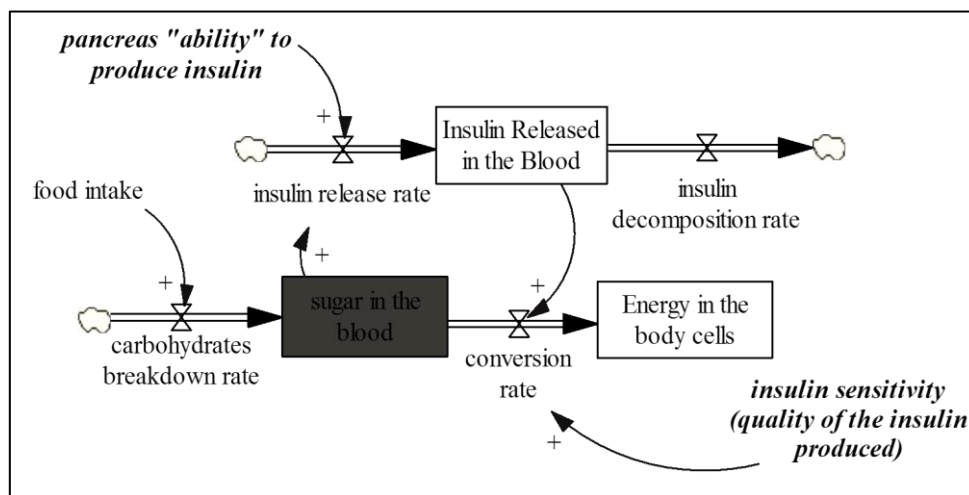 pancreas "ability" to
produce insulin
+
Insulin Released
in the Blood
insulin release rate
insulin
decomposition rate
food intake
+
+
+
sugar in the
blood
Energy in the
body cells
carbohydrates
breakdown rate
conversion
rate
insulin sensitivity
(quality of the insulin
produced)
+